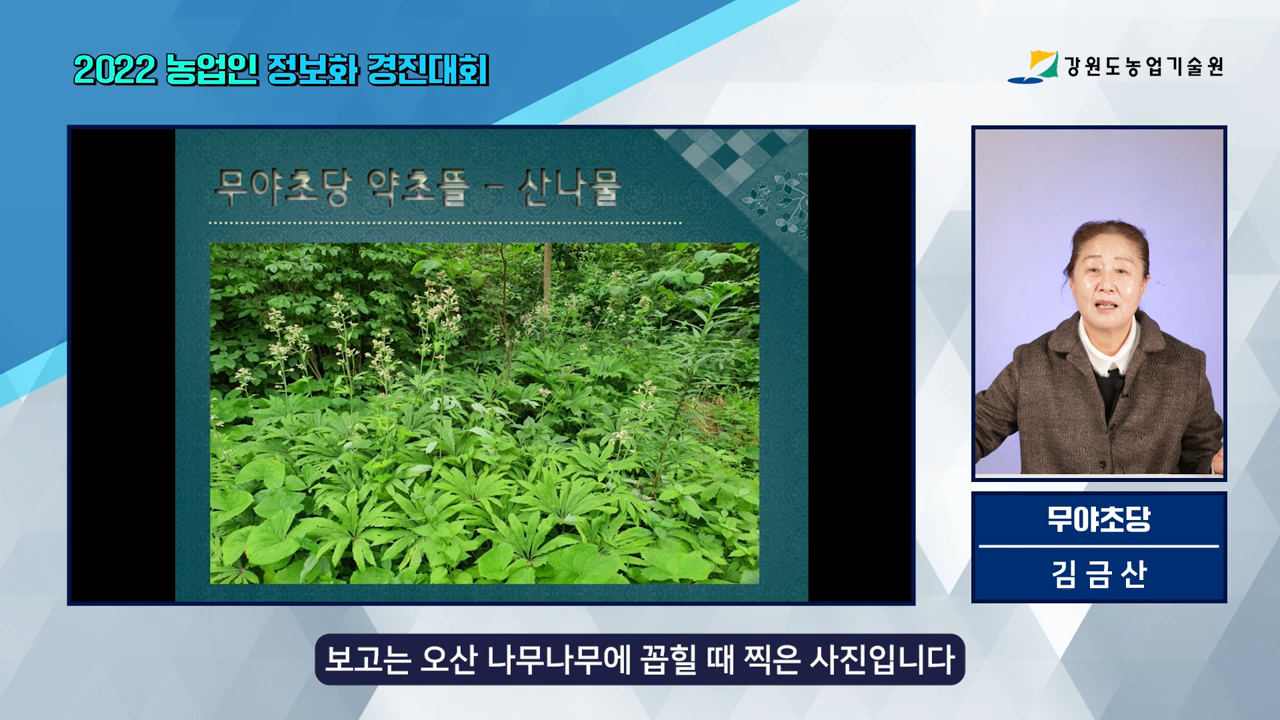 2022 농업인 정보화 경진대회
강원도농업기술원
무야초당 약초뜰 - 산나물
무야초당
김금산
보고는 오산 나무나무에 꼽힐 때 찍은 사진입니다